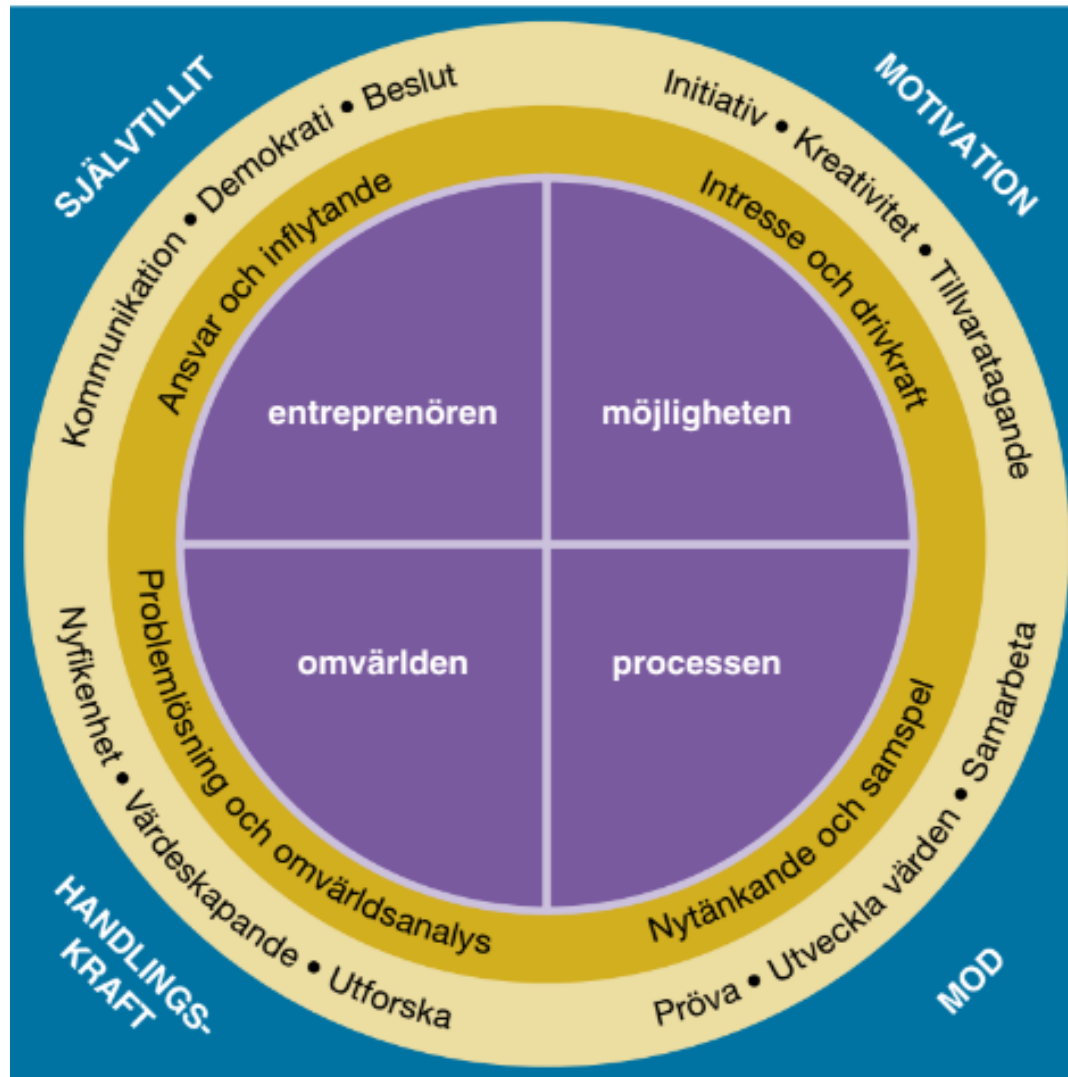 SJÄLVTILLIT
MOTIVATION
Kommunikation • Demokrati • Beslut
Initiativ • Kreativitet • Tillvaratagande
Ansvar och inflytande
Intresse och drivkraft
entreprenören
möjligheten
omvärlden
processen
Problemlösning och omvärldsanalys
Nytänkande och samspel
Nyfikenhet • Värdeskapande • Utforska
Pröva • Utveckla värden • Samarbeta
HANDLINGS-
KRAFT
MOD